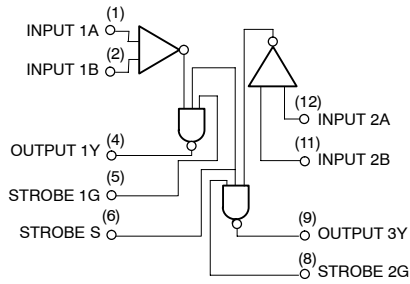 (1)
INPUT 1A
(2)
INPUT 1B
(12)
INPUT 2A
(4)
OUTPUT 1Y
(11)
INPUT 2B
(5)
STROBE 1G
(6)
STROBE S
(9)
OUTPUT 3Y
(8)
STROBE 2G